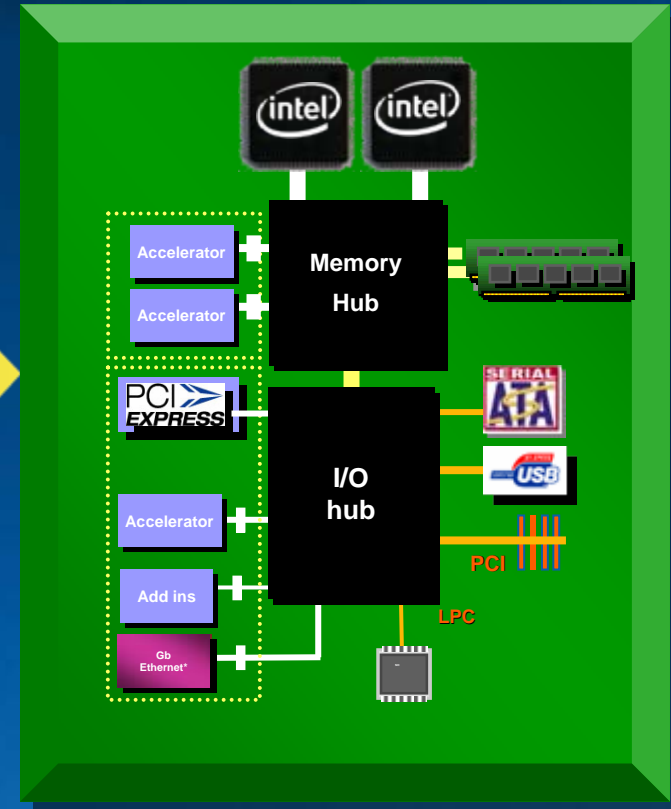 intel
intel
Accelerator
Memory
Hub
Accelerator
SERIAL
ATA
PCI
EXPRESS
I/O
hub
USB
Accelerator
PCI
Add ins
LPC
Gb
Ethernet*